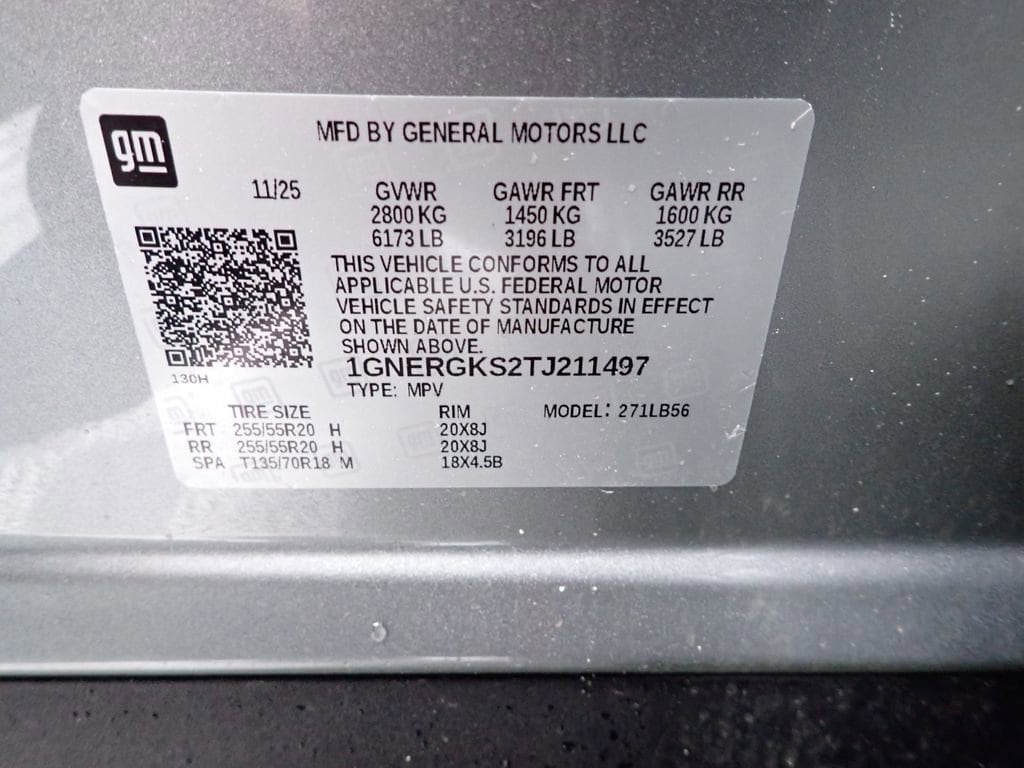 gm
MFD BY GENERAL MOTORS LLC
11/25 GVWR GAWR FRT GAWR RR
2800 KG 1450 KG 1600 KG
6173 LB 3196 LB 3527 LB
THIS VEHICLE CONFORMS TO ALL
APPLICABLE U.S. FEDERAL MOTOR
VEHICLE SAFETY STANDARDS IN EFFECT
ON THE DATE OF MANUFACTURE
SHOWN ABOVE.
1GNERGKS2TJ211497
130H
TYPE: MPV
TIRE SIZE RIM MODEL: 271LB56
FRT 255/55R20 H 20X8J
RR 255/55R20 H 20X8J
SPA T135/70R18 M 18X4.5B